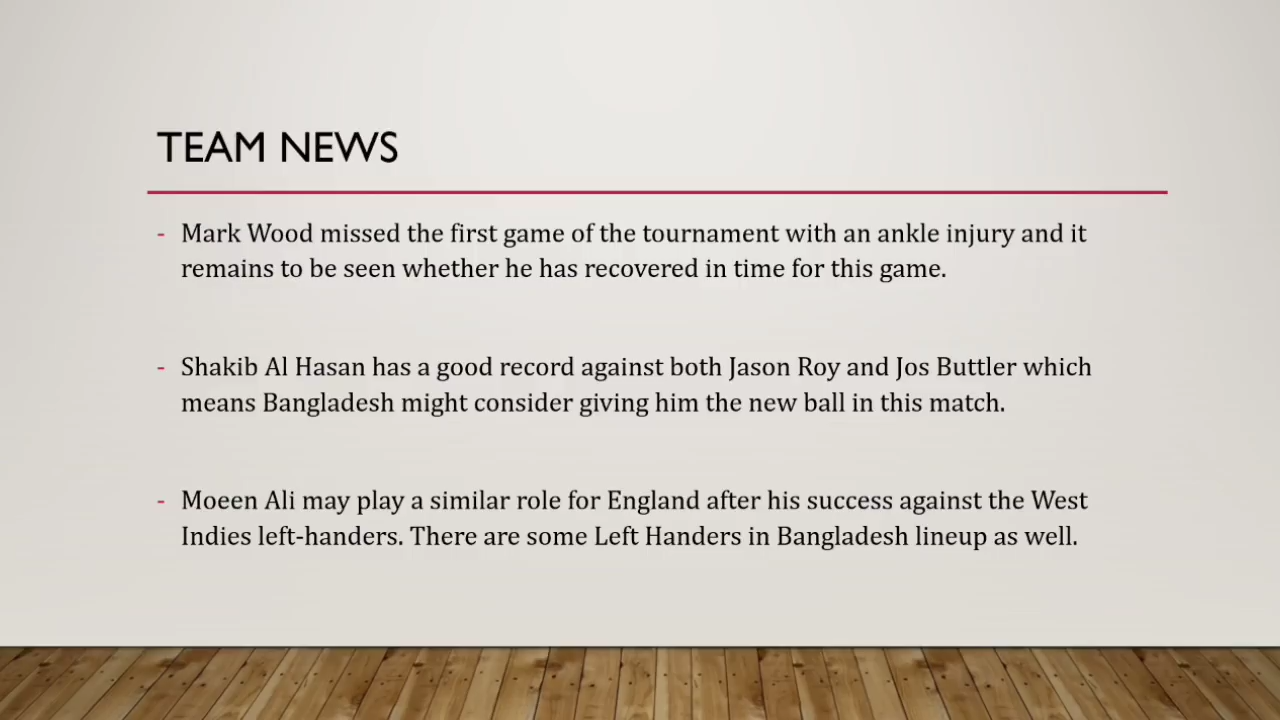 TEAM NEWS
- Mark Wood missed the first game of the tournament with an ankle injury and it
remains to be seen whether he has recovered in time for this game.
- Shakib Al Hasan has a good record against both Jason Roy and Jos Buttler which
means Bangladesh might consider giving him the new ball in this match.
- Moeen Ali may play a similar role for England after his success against the West
Indies left-handers. There are some Left Handers in Bangladesh lineup as well.